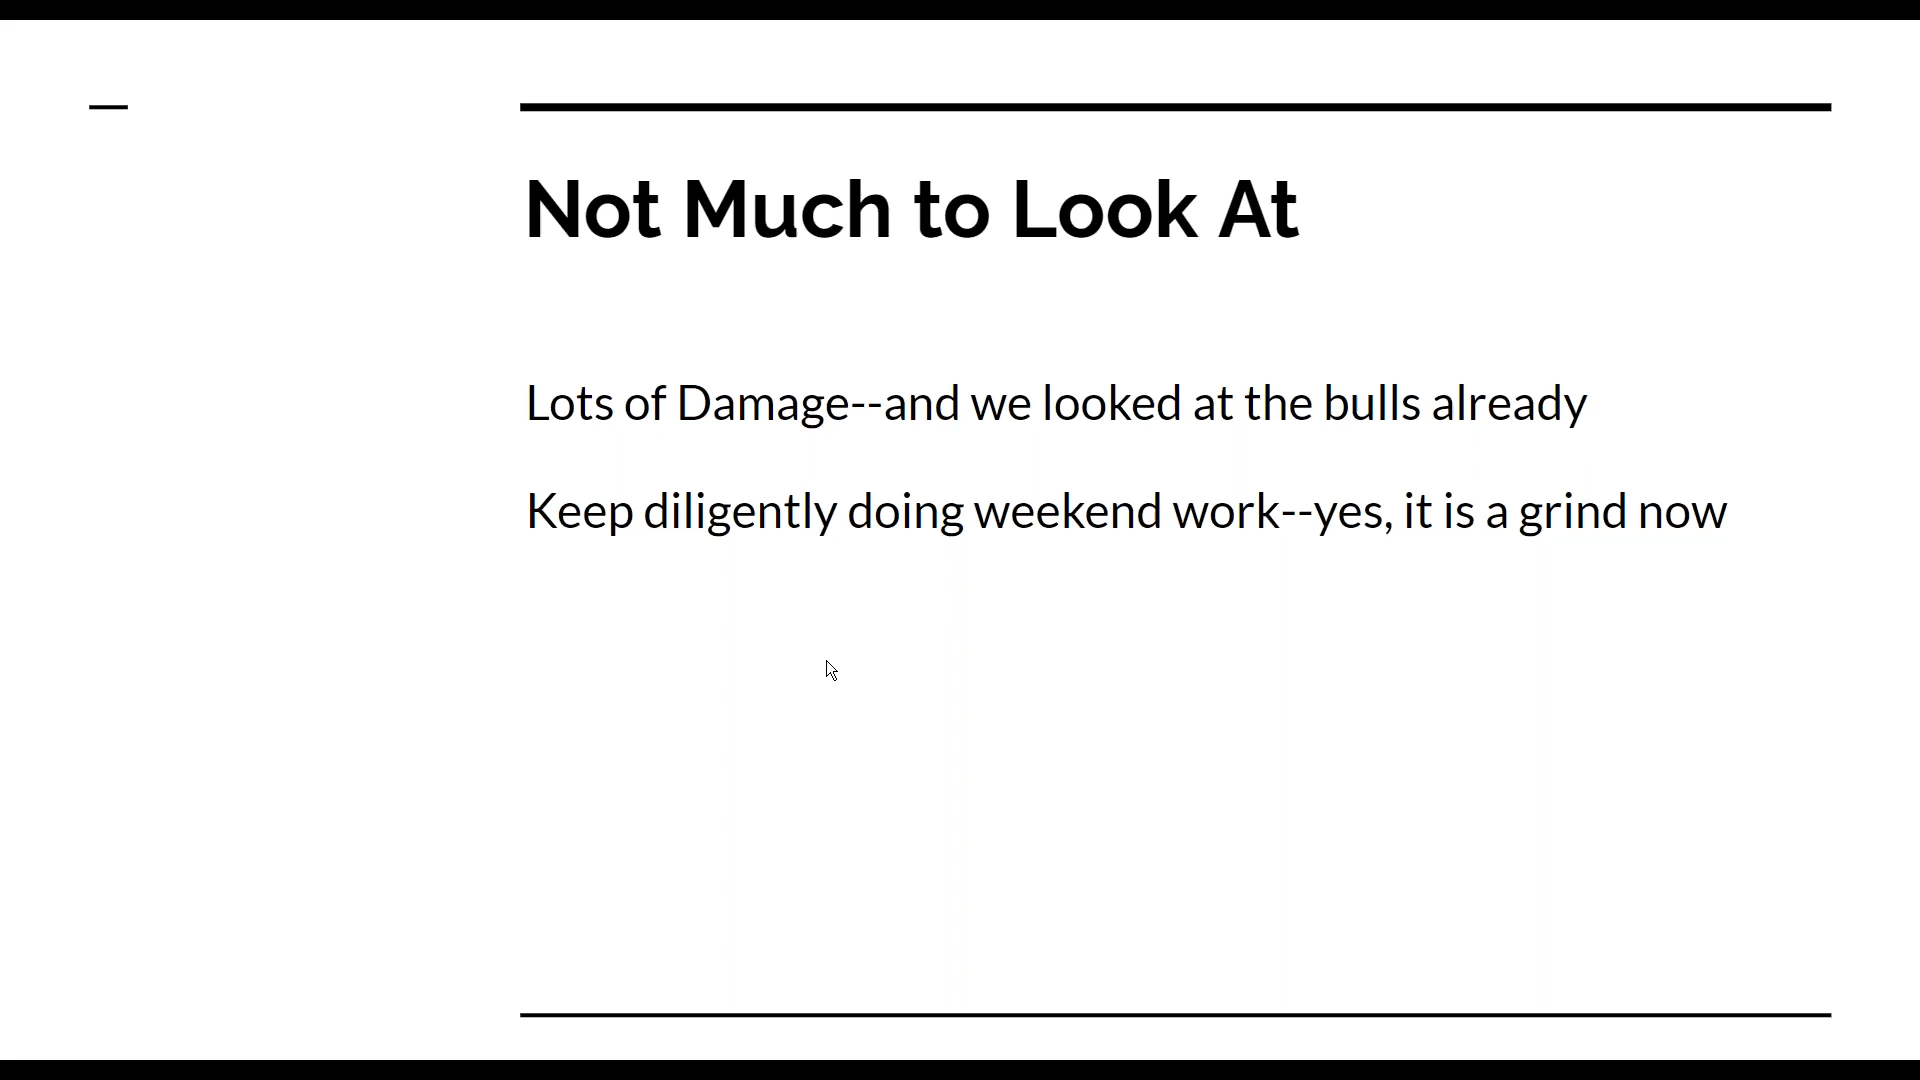 Not Much to Look At
Lots of Damage--and we looked at the bulls already
Keep diligently doing weekend work--yes, it is a grind now